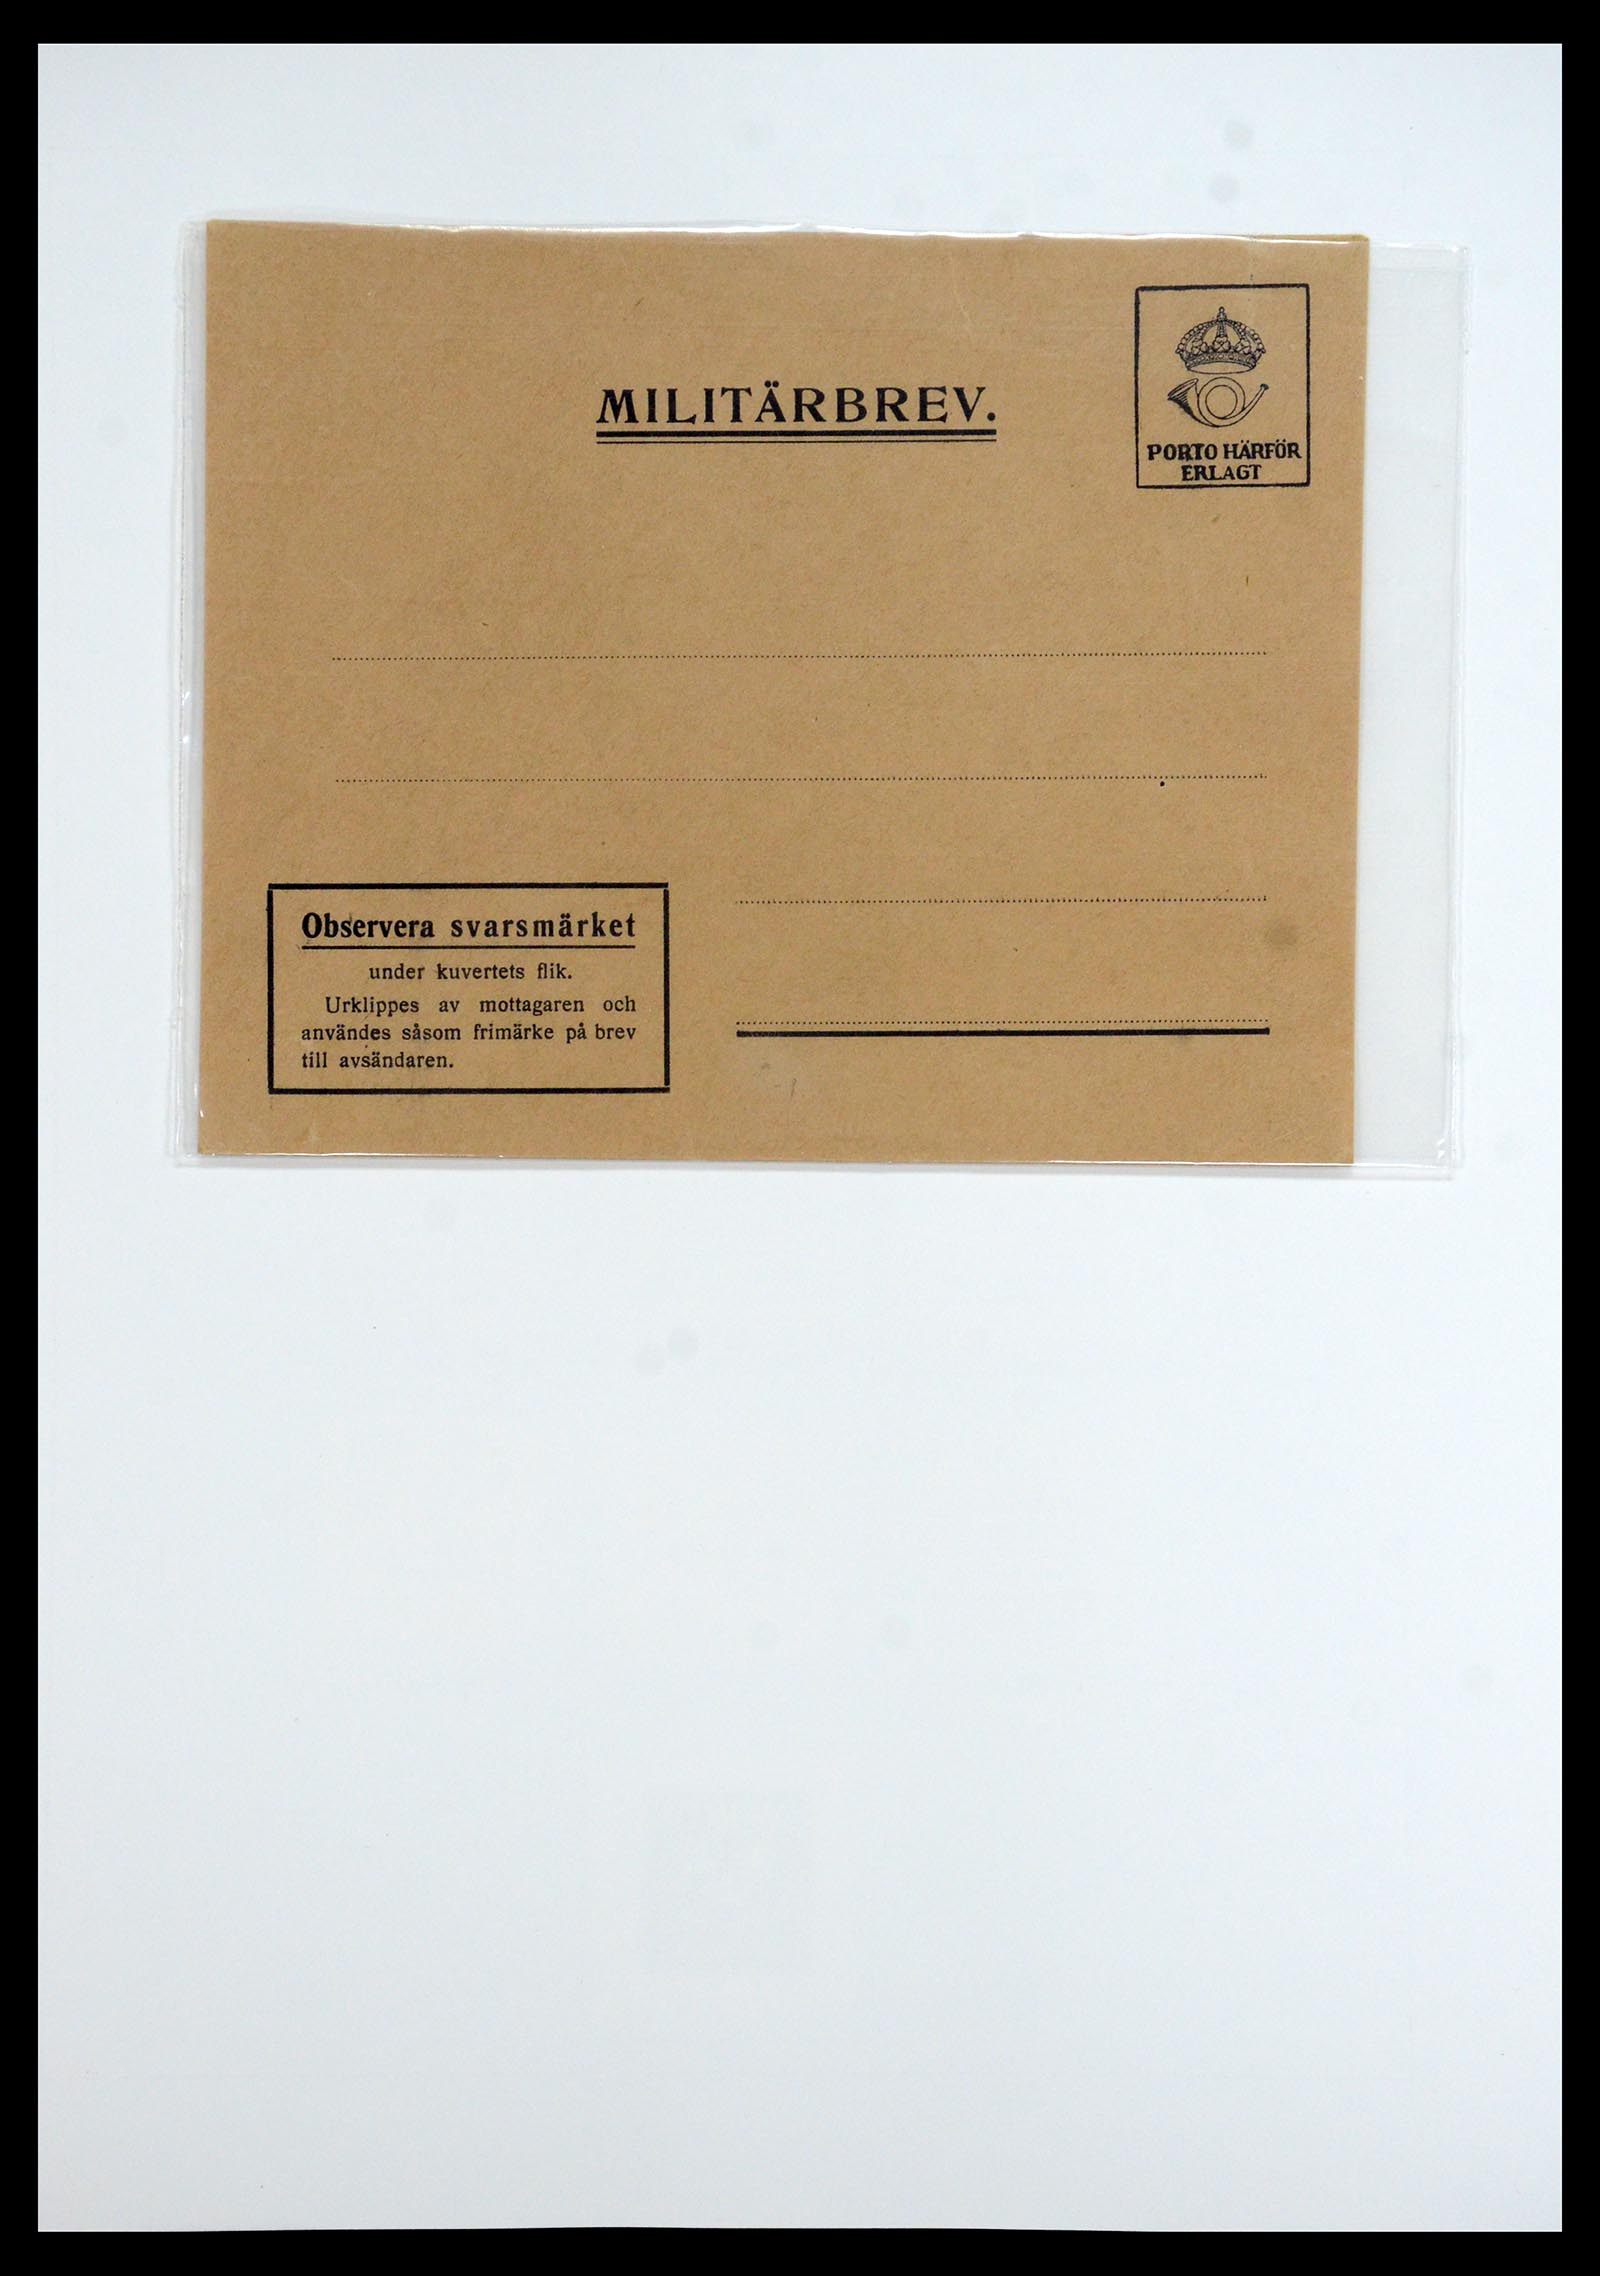 MILITÄRBREV.
PORTO HÄRFÖR
ERLAGT
Observera svarsmärket
under kuvertets flik.
Urklippes av mottagaren och
användes såsom frimärke på brev
till avsändaren.